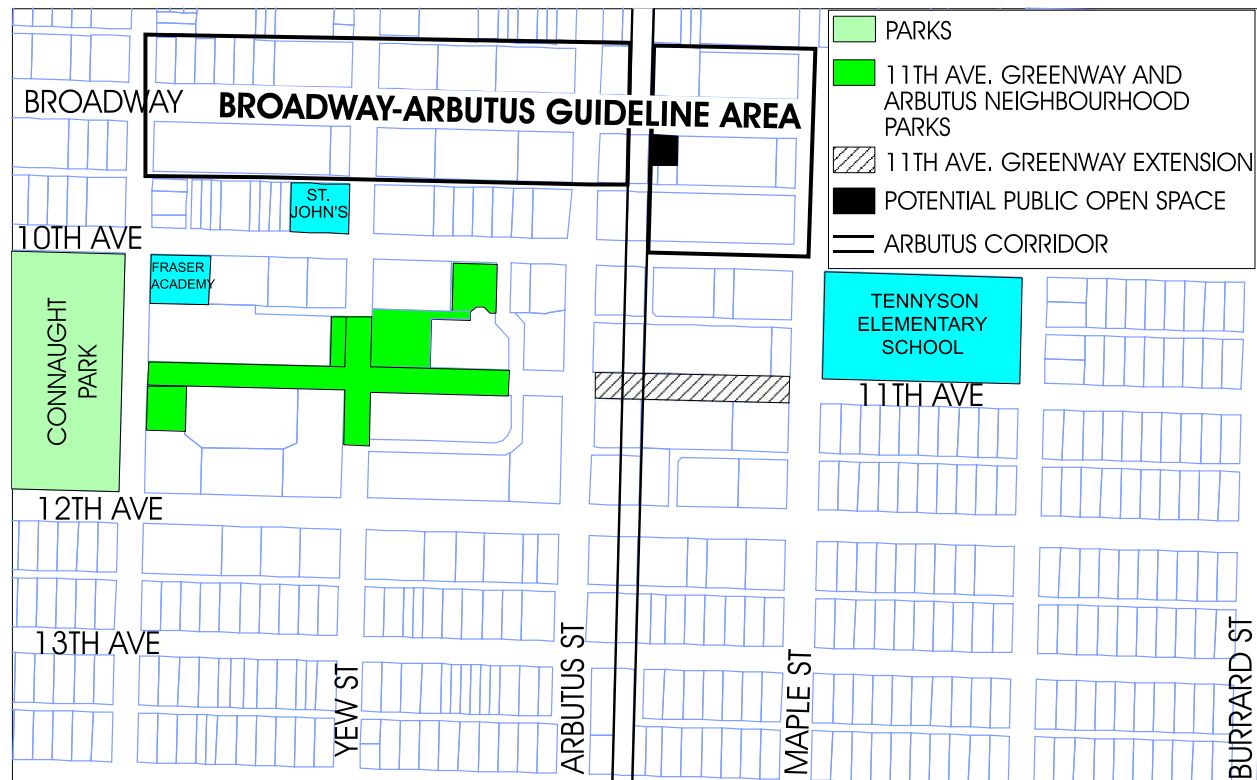 PARKS
11TH AVE. GREENWAY AND
ARBUTUS NEIGHBOURHOOD
PARKS
11TH AVE. GREENWAY EXTENSION
POTENTIAL PUBLIC OPEN SPACE
ARBUTUS CORRIDOR
BROADWAY
BROADWAY-ARBUTUS GUIDELINE AREA
ST.
JOHN'S
10TH AVE
FRASER
ACADEMY
CONNAUGHT
PARK
TENNYSON
ELEMENTARY
SCHOOL
11TH AVE
12TH AVE
13TH AVE
YEW ST
ARBUTUS ST
MAPLE ST
BURRARD ST